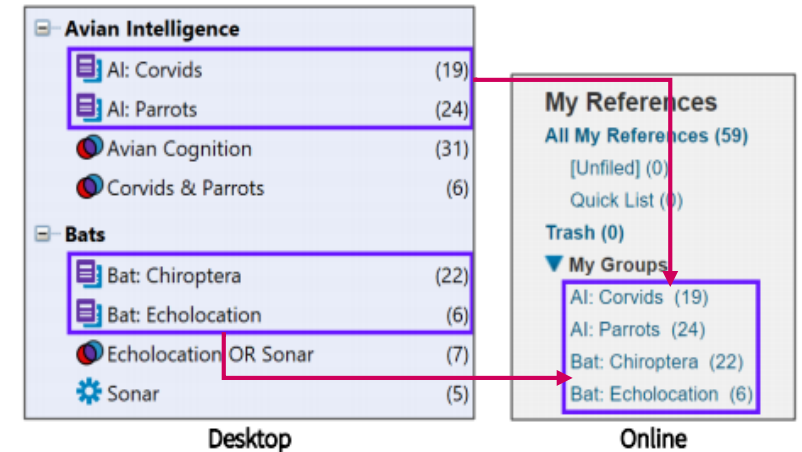 Avian Intelligence
AI: Corvids (19)
AI: Parrots (24)
Avian Cognition (31)
Corvids & Parrots (6)
Bats
Bat: Chiroptera (22)
Bat: Echolocation (6)
Echolocation OR Sonar (7)
Sonar (5)
Desktop
My References
All My References (59)
[Unfiled] (0)
Quick List (0)
Trash (0)
My Groups
AI: Corvids (19)
AI: Parrots (24)
Bat: Chiroptera (22)
Bat: Echolocation (6)
Online